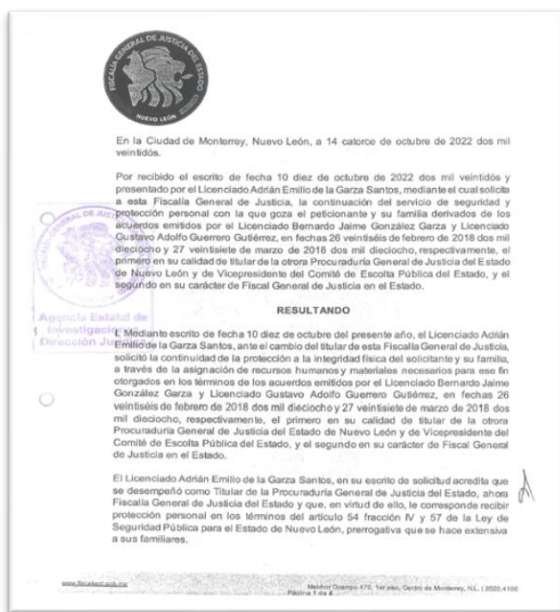 FISCALÍA GENERAL DE JUSTICIA DEL ESTADO
NUEVO LEÓN
En la Ciudad de Monterrey, Nuevo León, a 14 catorce de octubre de 2022 dos mil
veintidós.
Por recibido el escrito de fecha 10 diez de octubre de 2022 dos mil veintidós y
presentado por el Licenciado Adrián Emilio de la Garza Santos, mediante el cual solicita
a esta Fiscalía General de Justicia, la continuación del servicio de seguridad y
protección personal con la que goza el peticionante y su familia derivados de los
acuerdos emitidos por el Licenciado Bernardo Jaime González Garza y Licenciado
Gustavo Adolfo Guerrero Gutiérrez, en fechas 26 veintiséis de febrero de 2018 dos mil
dieciocho y 27 veintisiete de marzo de 2018 dos mil dieciocho, respectivamente, el
primero en su calidad de titular de la otrora Procuraduría General de Justicia del Estado
de Nuevo León y de Vicepresidente del Comité de Escolta Pública del Estado, y el
segundo en su carácter de Fiscal General de Justicia en el Estado.
RESULTANDO
Agencia Estatal de
Investigaciones
Dirección Jurídica
I. Mediante escrito de fecha 10 diez de octubre del presente año, el Licenciado Adrián
Emilio de la Garza Santos, ante el cambio del titular de esta Fiscalía General de Justicia,
solicitó la continuidad de la protección a la integridad física del solicitante y su familia,
a través de la asignación de recursos humanos y materiales necesarios para ese fin
otorgados en los términos de los acuerdos emitidos por el Licenciado Bernardo Jaime
González Garza y Licenciado Gustavo Adolfo Guerrero Gutiérrez, en fechas 26
veintiséis de febrero de 2018 dos mil dieciocho y 27 veintisiete de marzo de 2018 dos
mil dieciocho, respectivamente, el primero en su calidad de titular de la otrora
Procuraduría General de Justicia del Estado de Nuevo León y de Vicepresidente del
Comité de Escolta Pública del Estado, y el segundo en su carácter de Fiscal General
de Justicia en el Estado.
El Licenciado Adrián Emilio de la Garza Santos, en su escrito de solicitud acredita que
se desempeñó como Titular de la Procuraduría General de Justicia del Estado, ahora
Fiscalía General de Justicia del Estado y que, en virtud de ello, le corresponde recibir
protección personal en los términos del artículo 54 fracción IV y 57 de la Ley de
Seguridad Pública para el Estado de Nuevo León, prerrogativa que se hace extensiva
a sus familiares.
www.fiscalianl.gob.mx
Melchor Ocampo 470, 1er piso, Centro de Monterrey, N.L. | 2020.4100
Página 1 de 4